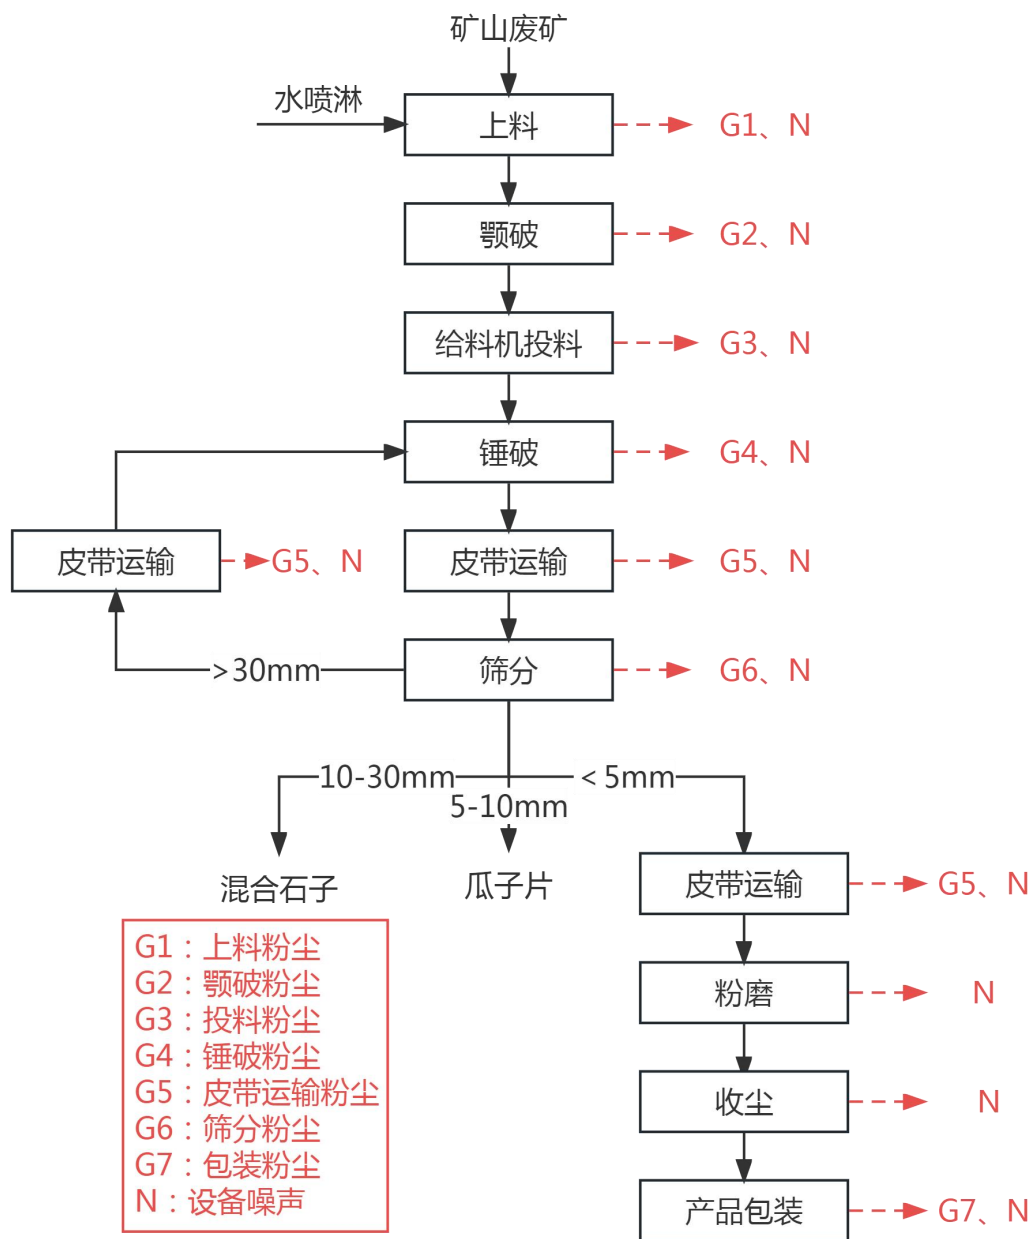 矿山废矿
水喷淋
上料
G1、N
颚破
G2、N
给料机投料
G3、N
锤破
G4、N
皮带运输
G5、N
皮带运输
G5、N
>30mm
筛分
G6、N
10-30mm
5-10mm
＜5mm
混合石子
瓜子片
皮带运输
G5、N
粉磨
N
收尘
N
产品包装
G7、N
G1：上料粉尘
G2：颚破粉尘
G3：投料粉尘
G4：锤破粉尘
G5：皮带运输粉尘
G6：筛分粉尘
G7：包装粉尘
N：设备噪声